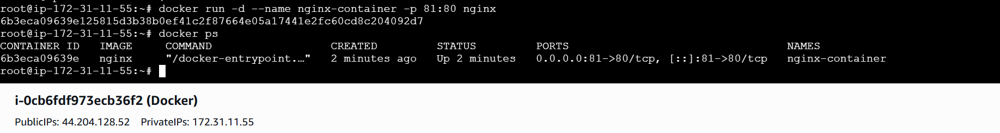 root@ip-172-31-11-55:~# docker run -d --name nginx-container -p 81:80 nginx
6b3eca09639e125815d3b38b0ef41c2f87664e05a17441e2fc60cd8c204092d7
root@ip-172-31-11-55:~# docker ps
CONTAINER ID   IMAGE     COMMAND                  CREATED         STATUS         PORTS                                 NAMES
6b3eca09639e   nginx     "/docker-entrypoint.…"   2 minutes ago   Up 2 minutes   0.0.0.0:81->80/tcp, [::]:81->80/tcp   nginx-container
root@ip-172-31-11-55:~#
i-0cb6fdf973ecb36f2 (Docker)
PublicIPs: 44.204.128.52    PrivateIPs: 172.31.11.55